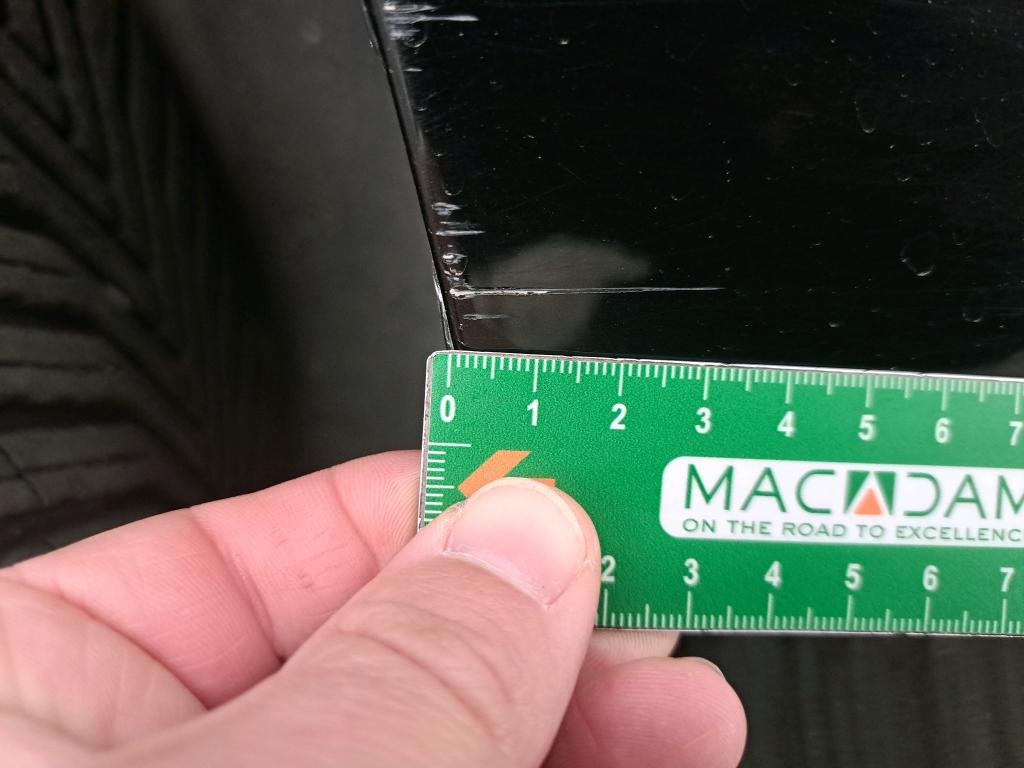 0 1 2 3 4 5 6 7
MACADAM
ON THE ROAD TO EXCELLENC
2 3 4 5 6 7